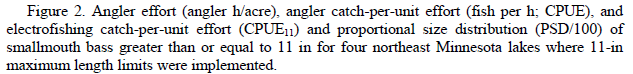 Figure 2. Angler effort (angler h/acre), angler catch-per-unit effort (fish per h; CPUE), and
electrofishing catch-per-unit effort (CPUE11) and proportional size distribution (PSD/100) of
smallmouth bass greater than or equal to 11 in for four northeast Minnesota lakes where 11-in
maximum length limits were implemented.